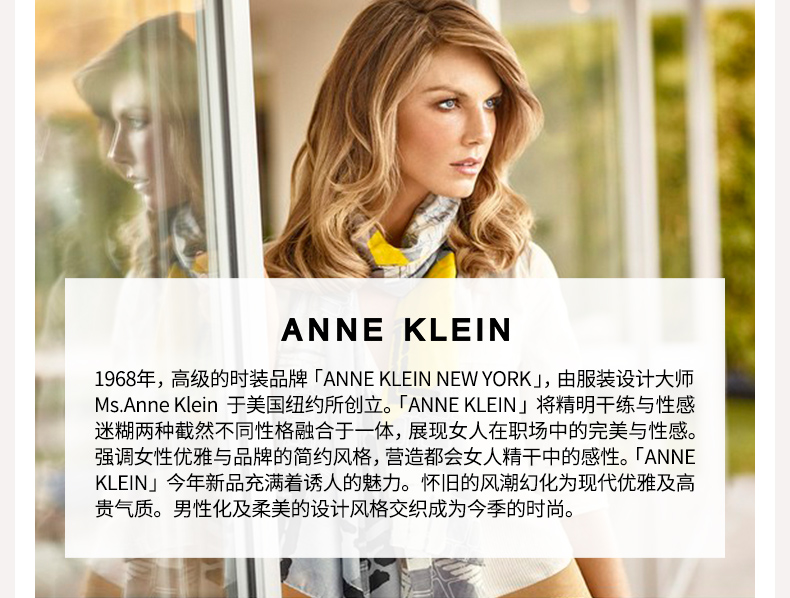 ANNE KLEIN
1968年，高级的时装品牌「ANNE KLEIN NEW YORK」，由服装设计大师
Ms.Anne Klein 于美国纽约所创立。「ANNE KLEIN」将精明干练与性感
迷糊两种截然不同性格融合于一体，展现女人在职场中的完美与性感。
强调女性优雅与品牌的简约风格，营造都会女人精干中的感性。「ANNE
KLEIN」今年新品充满着诱人的魅力。怀旧的风潮幻化为现代优雅及高
贵气质。男性化及柔美的设计风格交织成为今季的时尚。